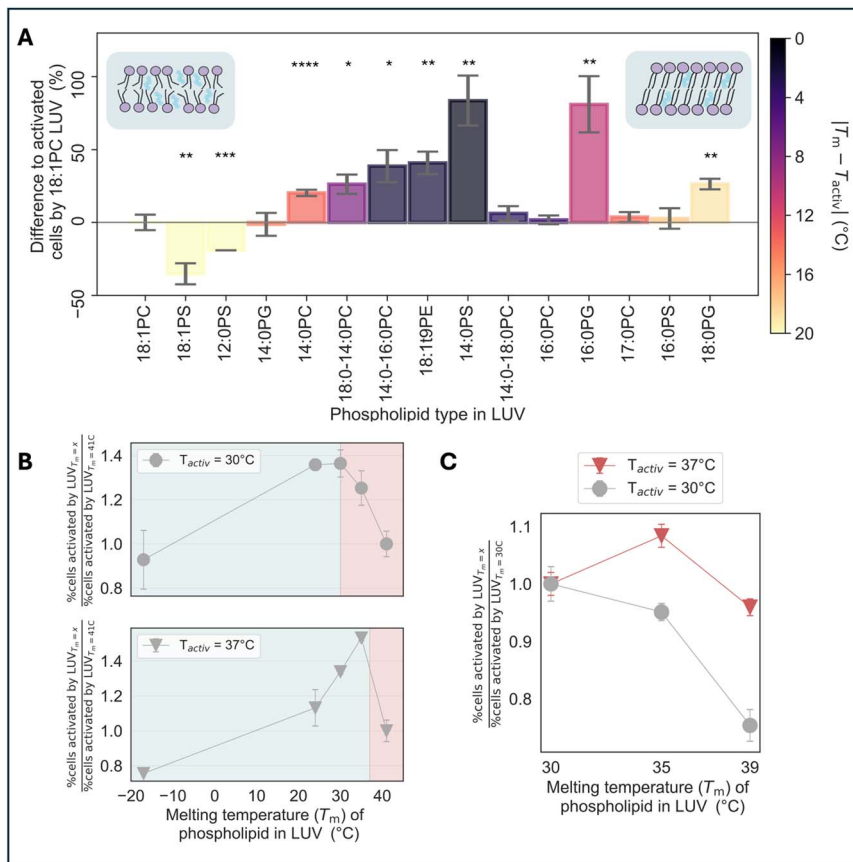 A
Difference to activated
cells by 18:1PC LUV (%)
100
50
0
−50
**
***
****
*
*
**
**
**
**
18:1PC
18:1PS
12:0PS
14:0PG
14:0PC
18:0-14:0PC
14:0-16:0PC
18:1t9PE
14:0PS
14:0-18:0PC
16:0PC
16:0PG
17:0PC
16:0PS
18:0PG
Phospholipid type in LUV
0
4
8
12
16
20
|Tm − Tactiv| (°C)
B
%cells activated by LUVTm = x
%cells activated by LUVTm = 41C
1.4
1.2
1.0
0.8
Tactiv = 30°C
%cells activated by LUVTm = x
%cells activated by LUVTm = 41C
1.4
1.2
1.0
0.8
Tactiv = 37°C
−20 −10 0 10 20 30 40
Melting temperature (Tm) of
phospholipid in LUV (°C)
C
Tactiv = 37°C
Tactiv = 30°C
%cells activated by LUVTm = x
%cells activated by LUVTm = 30C
1.1
1.0
0.9
0.8
30 35 39
Melting temperature (Tm) of
phospholipid in LUV (°C)